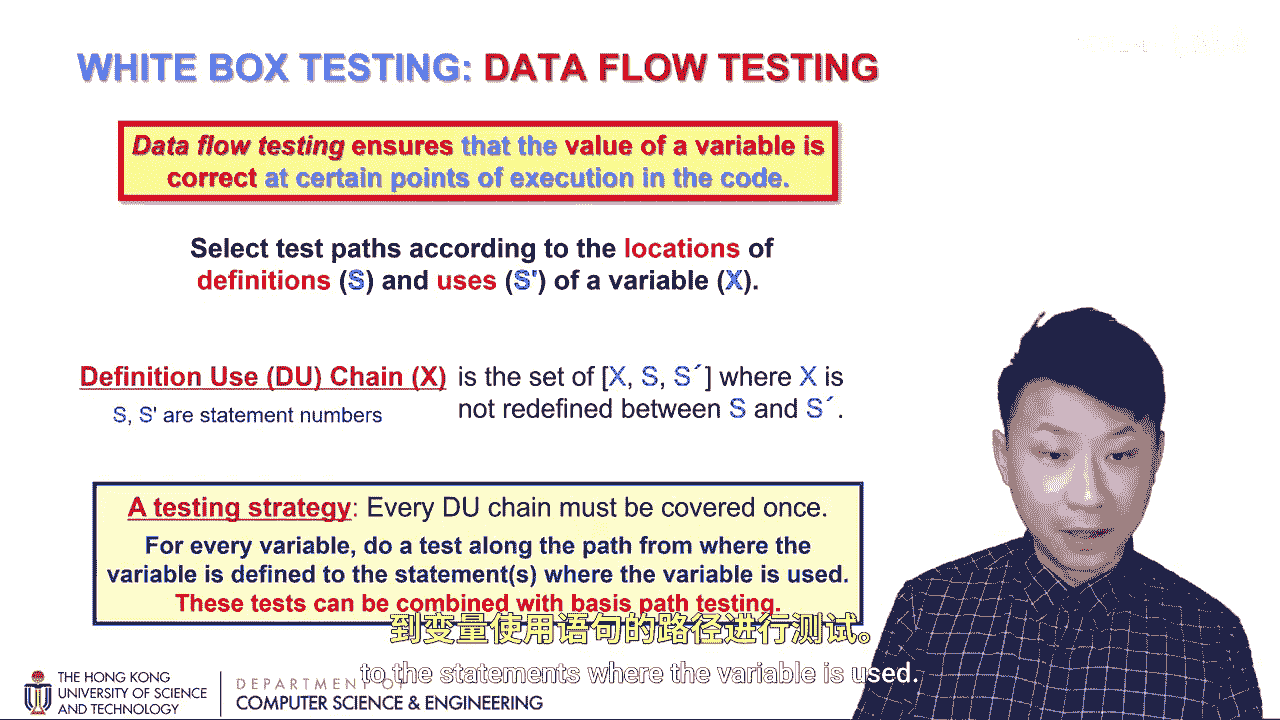 WHITE BOX TESTING: DATA FLOW TESTING
Data flow testing ensures that the value of a variable is
correct at certain points of execution in the code.
Select test paths according to the locations of
definitions (S) and uses (S') of a variable (X).
Definition Use (DU) Chain (X) is the set of [X, S, S´] where X is
S, S' are statement numbers not redefined between S and S´.
A testing strategy: Every DU chain must be covered once.
For every variable, do a test along the path from where the
variable is defined to the statement(s) where the variable is used.
These tests can be combined with basis path testing.
到变量使用语句的路径进行测试。
to the statements where the variable is used.
THE HONG KONG
UNIVERSITY OF SCIENCE
AND TECHNOLOGY
DEPARTMENT OF
COMPUTER SCIENCE & ENGINEERING